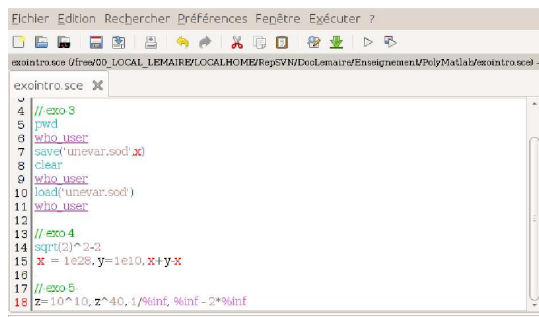 Fichier Edition Rechercher Préférences Fenêtre Exécuter ?
exointro.sce (/free/00_LOCAL_LEMAIRE/LOCALHOME/RepSVN/DocLemaire/Enseignement/PolyMatlab/exointro.sce) -
exointro.sce
4 // exo 3
5 pwd
6 who_user
7 save('unevar.sod',x)
8 clear
9 who_user
10 load('unevar.sod')
11 who_user
12
13 // exo 4
14 sqrt(2)^2-2
15 x = 1e28, y=1e10, x+y-x
16
17 // exo 5
18 z=10^10, z^40, 1/%inf, %inf - 2*%inf